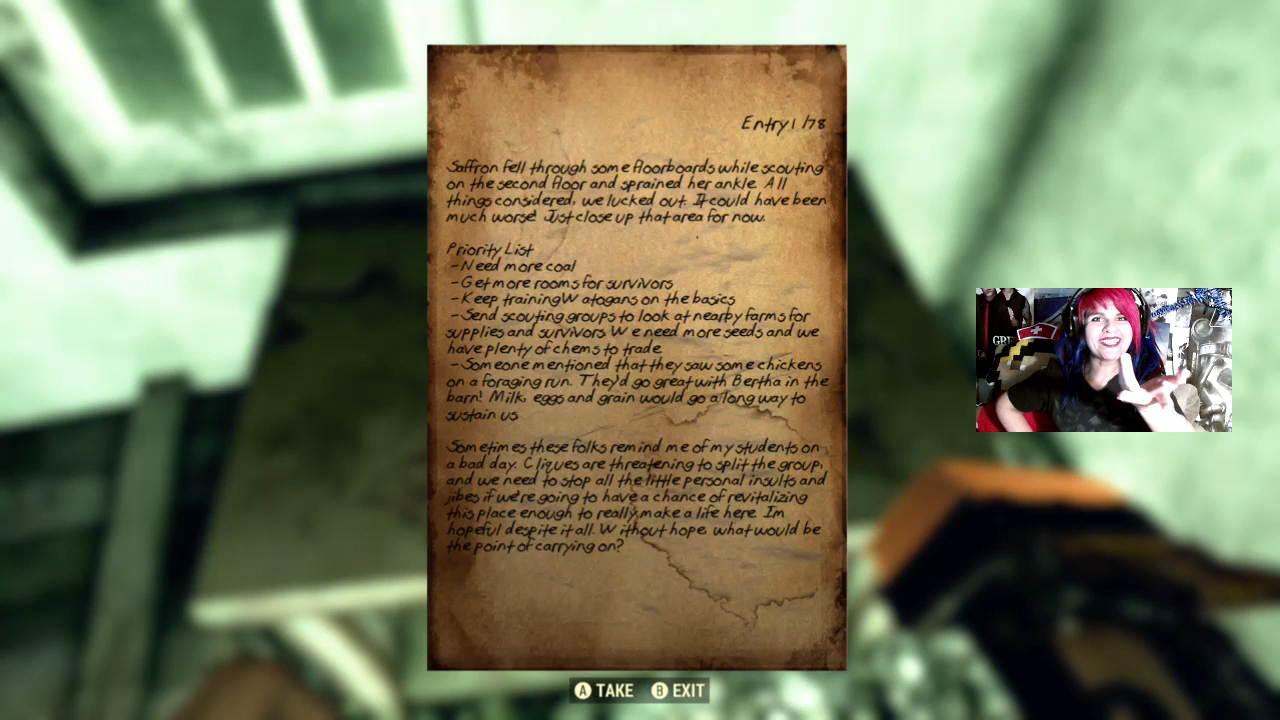 Entry 1 /78
Saffron fell through some floorboards while scouting
on the second floor and sprained her ankle. All
things considered, we lucked out. It could have been
much worse! Just close up that area for now.
Priority List
-Need more coal
-Get more rooms for survivors
-Keep training Watogans on the basics
-Send scouting groups to look at nearby farms for
supplies and survivors. We need more seeds and we
have plenty of chems to trade.
-Someone mentioned that they saw some chickens
on a foraging run. They'd go great with Bertha in the
barn! Milk, eggs and grain would go a long way to
sustain us
Sometimes these folks remind me of my students on
a bad day. Cliques are threatening to split the group,
and we need to stop all the little personal insults and
jibes if we're going to have a chance of revitalizing
this place enough to really make a life here. Im
hopeful despite it all. Without hope, what would be
the point of carrying on?
GRE
A TAKE B EXIT